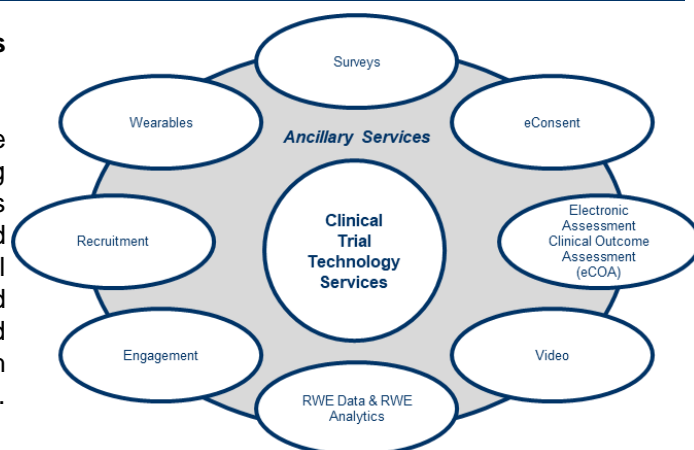 s
e
g
s
d
l
d
d
n
.
Surveys
Wearables
eConsent
Ancillary Services
Recruitment
Clinical
Trial
Technology
Services
Electronic
Assessment
Clinical Outcome
Assessment
(eCOA)
Engagement
Video
RWE Data & RWE
Analytics